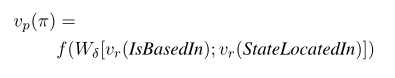 v_p(π) =
f(W_δ[v_r(IsBasedIn); v_r(StateLocatedIn)])